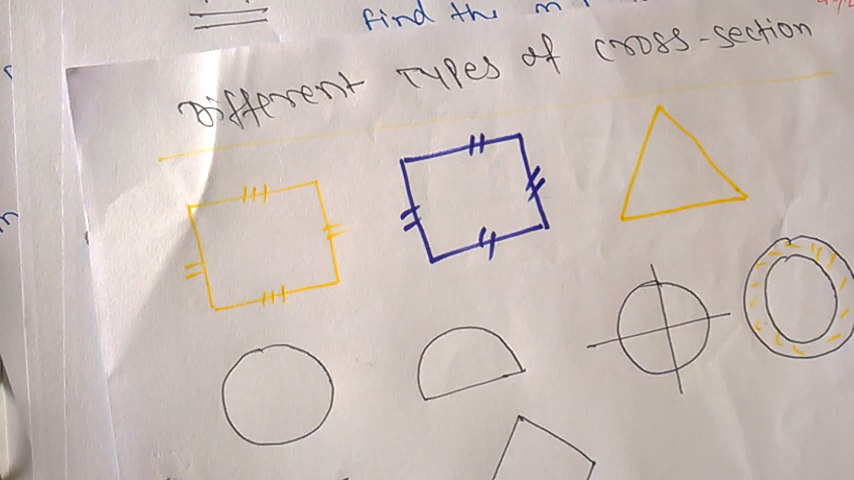 find the m
Different Types of cross-section